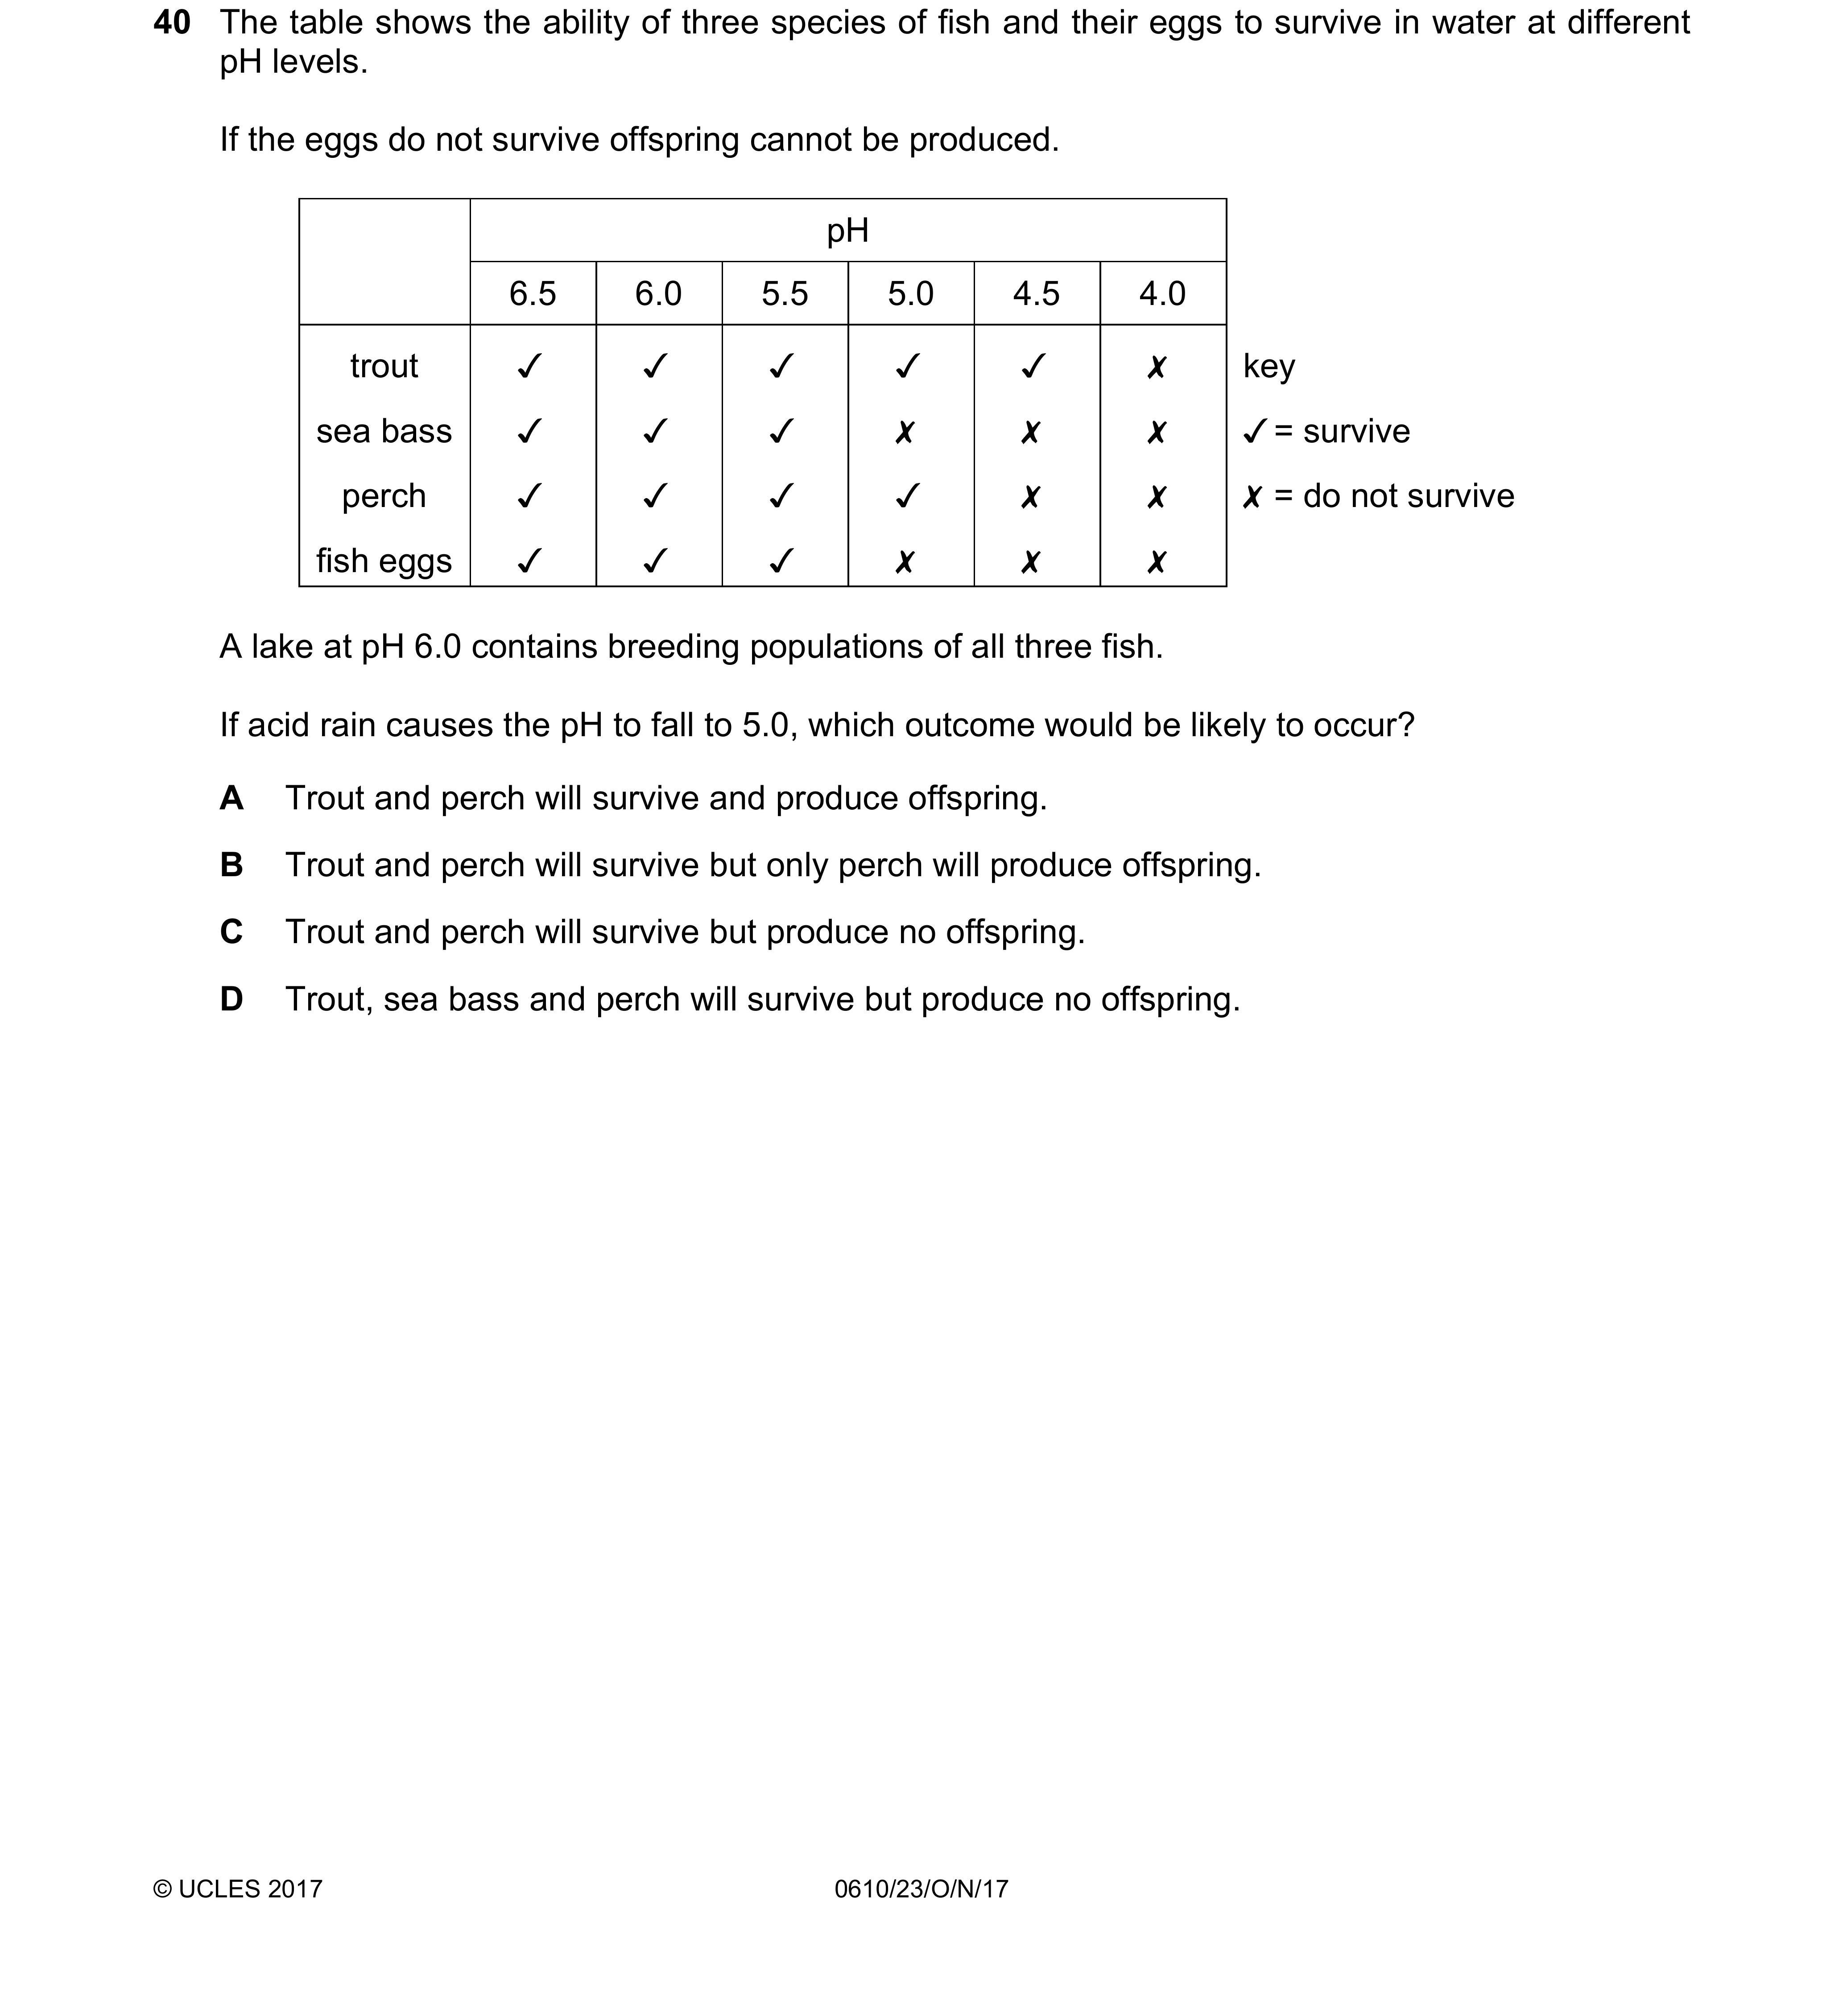 40 The table shows the ability of three species of fish and their eggs to survive in water at different
pH levels.
If the eggs do not survive offspring cannot be produced.
pH
6.5 6.0 5.5 5.0 4.5 4.0
trout ✓ ✓ ✓ ✓ ✓ ✗ key
sea bass ✓ ✓ ✓ ✗ ✗ ✗ ✓ = survive
perch ✓ ✓ ✓ ✓ ✗ ✗ ✗ = do not survive
fish eggs ✓ ✓ ✓ ✗ ✗ ✗
A lake at pH 6.0 contains breeding populations of all three fish.
If acid rain causes the pH to fall to 5.0, which outcome would be likely to occur?
A Trout and perch will survive and produce offspring.
B Trout and perch will survive but only perch will produce offspring.
C Trout and perch will survive but produce no offspring.
D Trout, sea bass and perch will survive but produce no offspring.
© UCLES 2017 0610/23/O/N/17